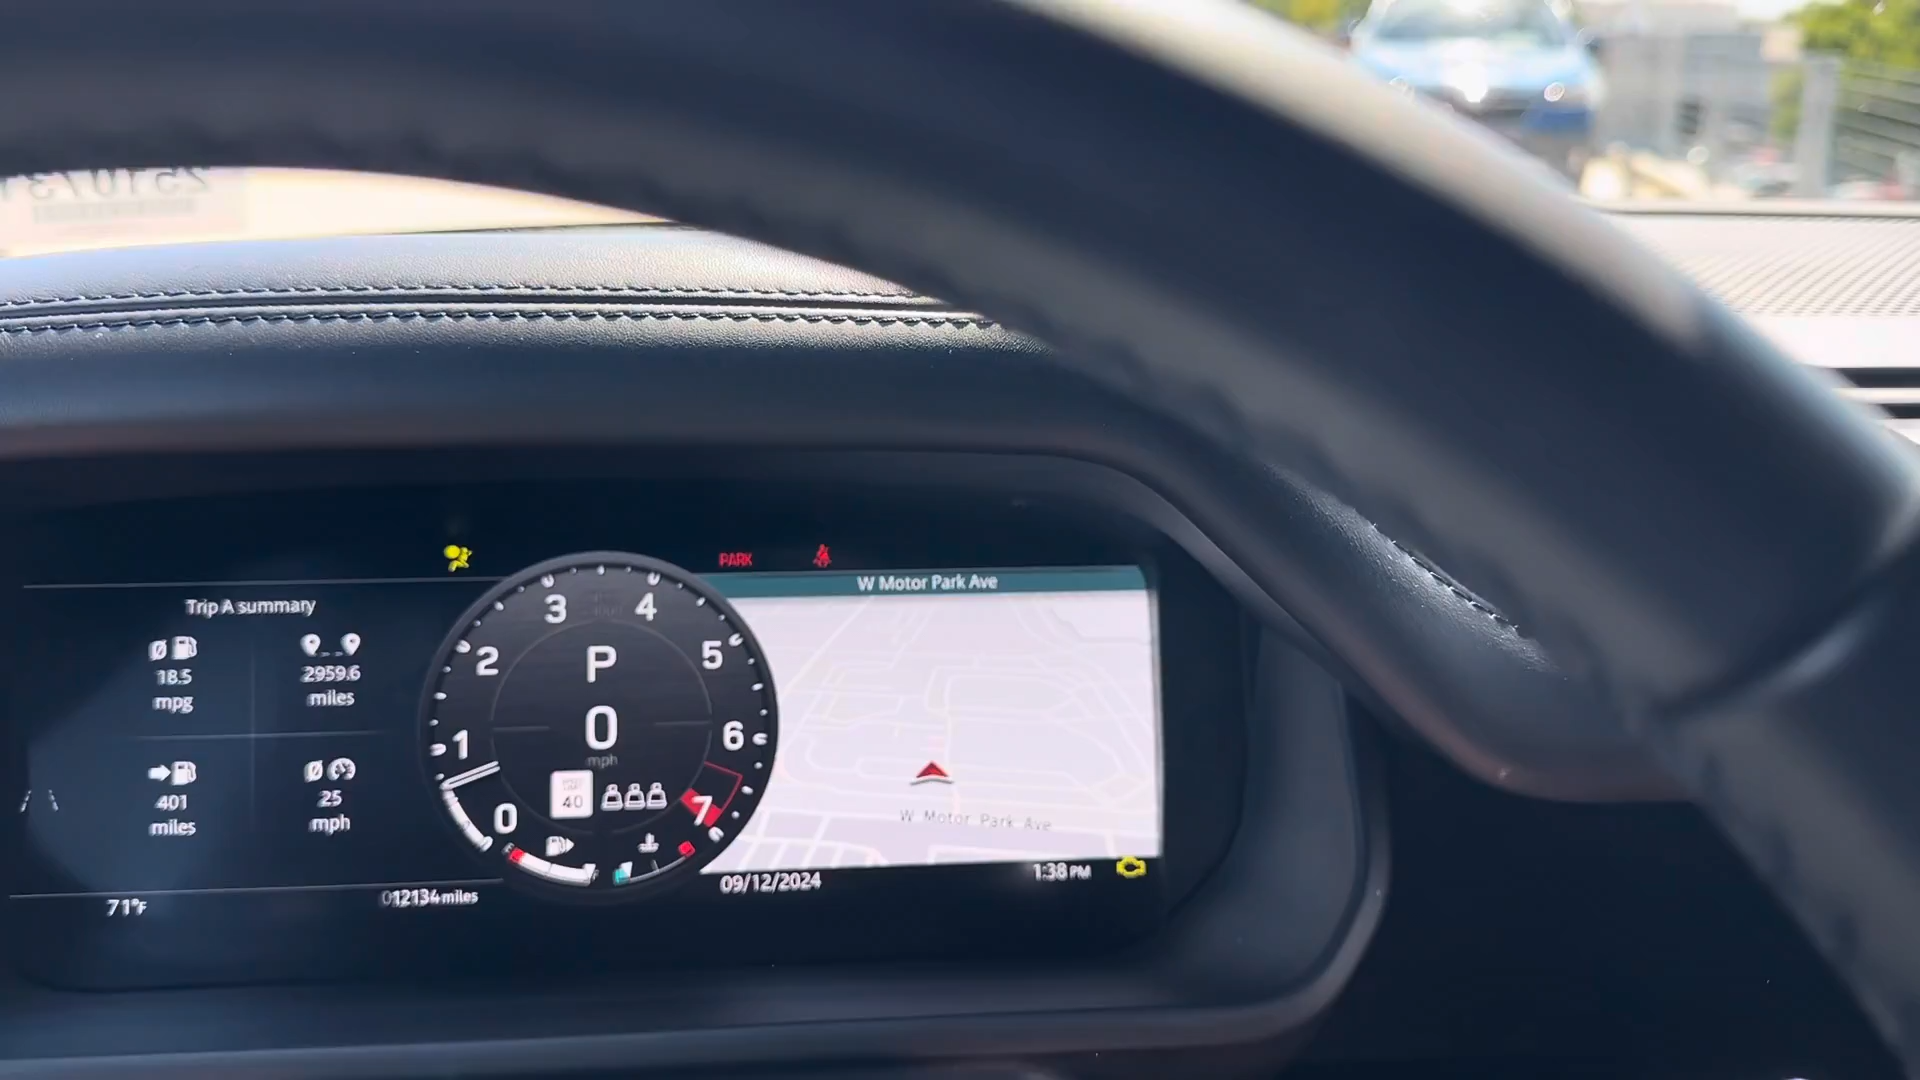 PARK
W Motor Park Ave
Trip A summary
18.5
mpg
2959.6
miles
401
miles
25
mph
0
1
2
3
4
5
6
7
P
0
mph
40
W Motor Park Ave
71°F
012134 miles
09/12/2024
1:38 PM